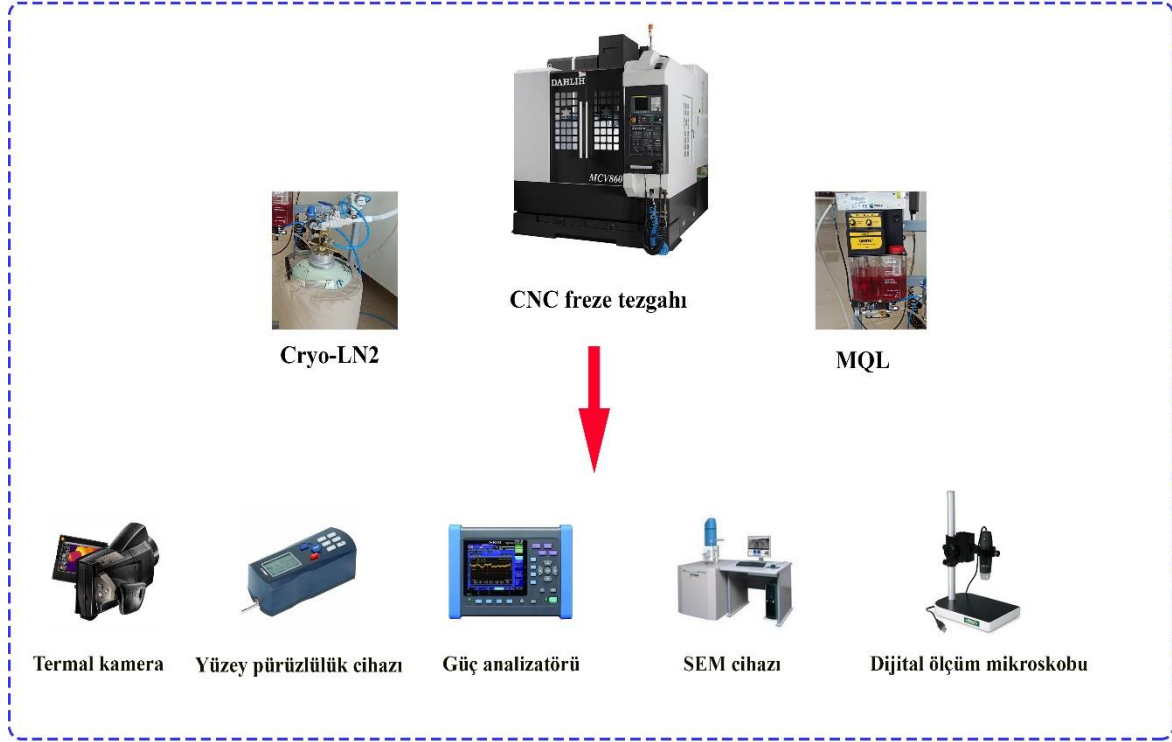 DAHLIH
MCV860
CNC freze tezgahı
Cryo-LN2
MQL
Termal kamera
Yüzey pürüzlülük cihazı
Güç analizatörü
SEM cihazı
Dijital ölçüm mikroskobu